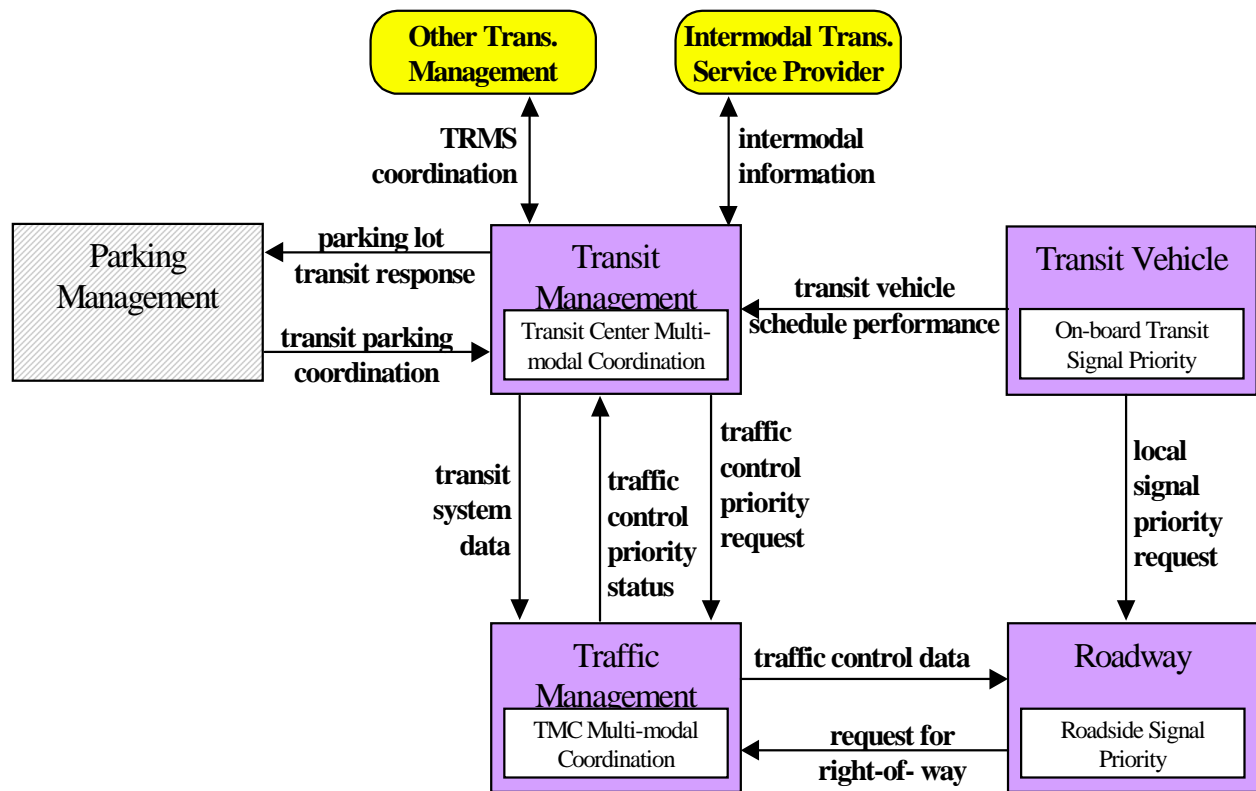 Other Trans.
Management
Intermodal Trans.
Service Provider
TRMS
coordination
intermodal
information
Parking
Management
parking lot
transit response
transit parking
coordination
Transit
Management
Transit Center Multi-
modal Coordination
transit vehicle
schedule performance
Transit Vehicle
On-board Transit
Signal Priority
transit
system
data
traffic
control
priority
status
traffic
control
priority
request
local
signal
priority
request
Traffic
Management
TMC Multi-modal
Coordination
traffic control data
request for
right-of- way
Roadway
Roadside Signal
Priority